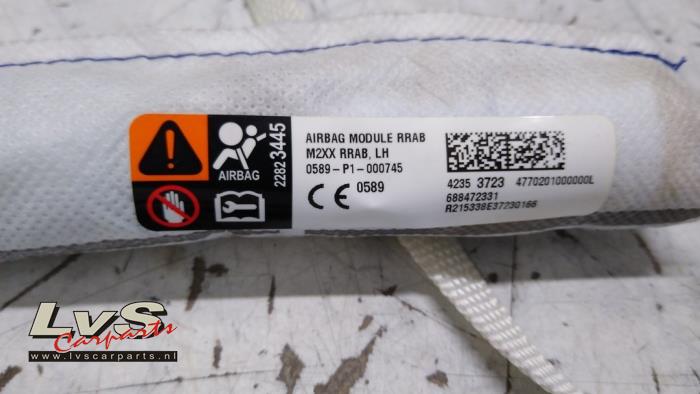 AIRBAG
2282 3445
AIRBAG MODULE RRAB
M2XX RRAB, LH
0589-P1-000745
CE 0589
4235 3723 4770201000000L
688472331
R215338E37230166
LvS
Carparts
www.lvscarparts.nl